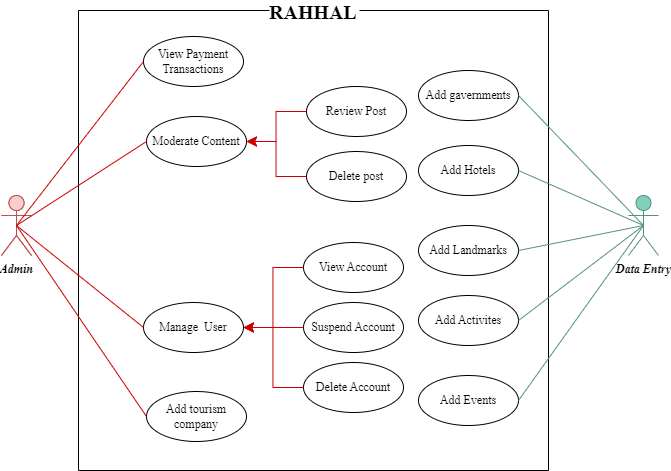 RAHHAL
View Payment
Transactions
Moderate Content
Review Post
Delete post
Add gavernments
Add Hotels
Add Landmarks
Add Activites
Add Events
View Account
Suspend Account
Delete Account
Manage User
Add tourism
company
Admin
Data Entry